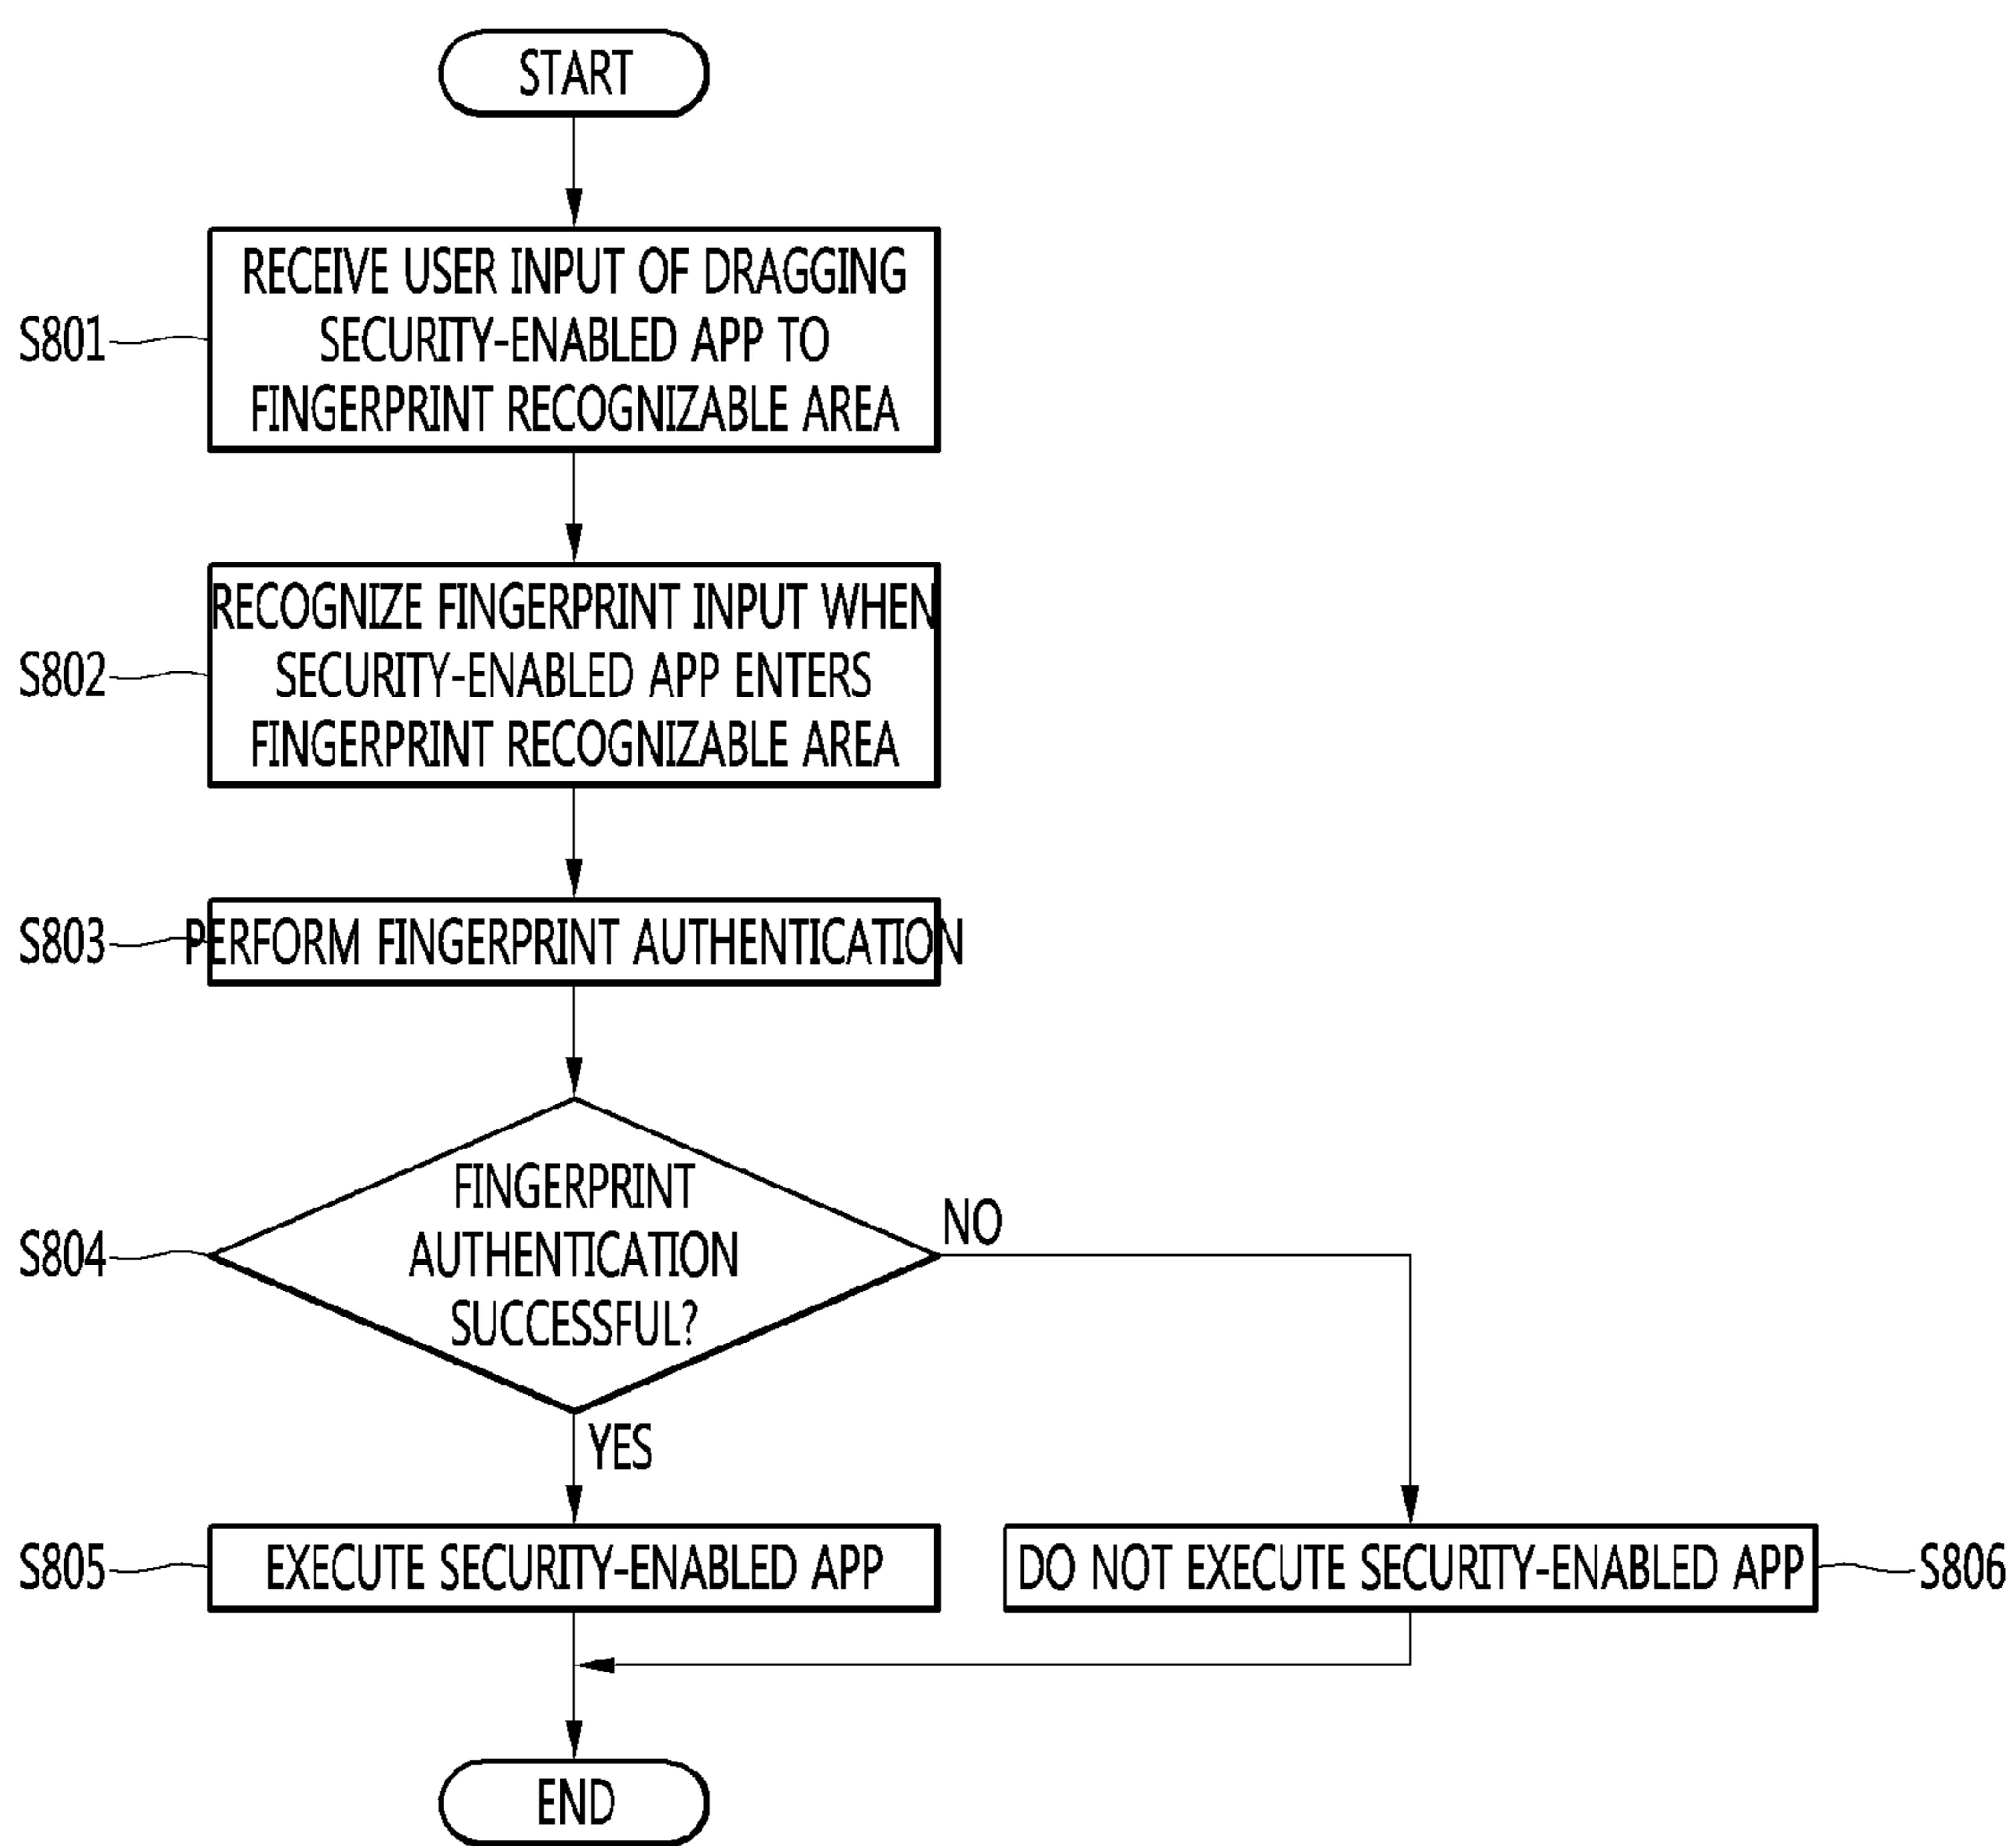 START
S801
RECEIVE USER INPUT OF DRAGGING
SECURITY-ENABLED APP TO
FINGERPRINT RECOGNIZABLE AREA
S802
RECOGNIZE FINGERPRINT INPUT WHEN
SECURITY-ENABLED APP ENTERS
FINGERPRINT RECOGNIZABLE AREA
S803
PERFORM FINGERPRINT AUTHENTICATION
S804
FINGERPRINT
AUTHENTICATION
SUCCESSFUL?
NO
YES
S805
EXECUTE SECURITY-ENABLED APP
DO NOT EXECUTE SECURITY-ENABLED APP
S806
END